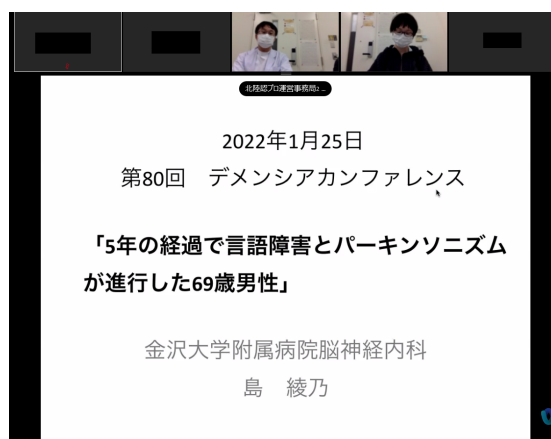 北陸認プロ運営事務局2 ...
2022年1月25日
第80回　デメンシアカンファレンス
「5年の経過で言語障害とパーキンソニズム
が進行した69歳男性」
金沢大学附属病院脳神経内科
島　綾乃